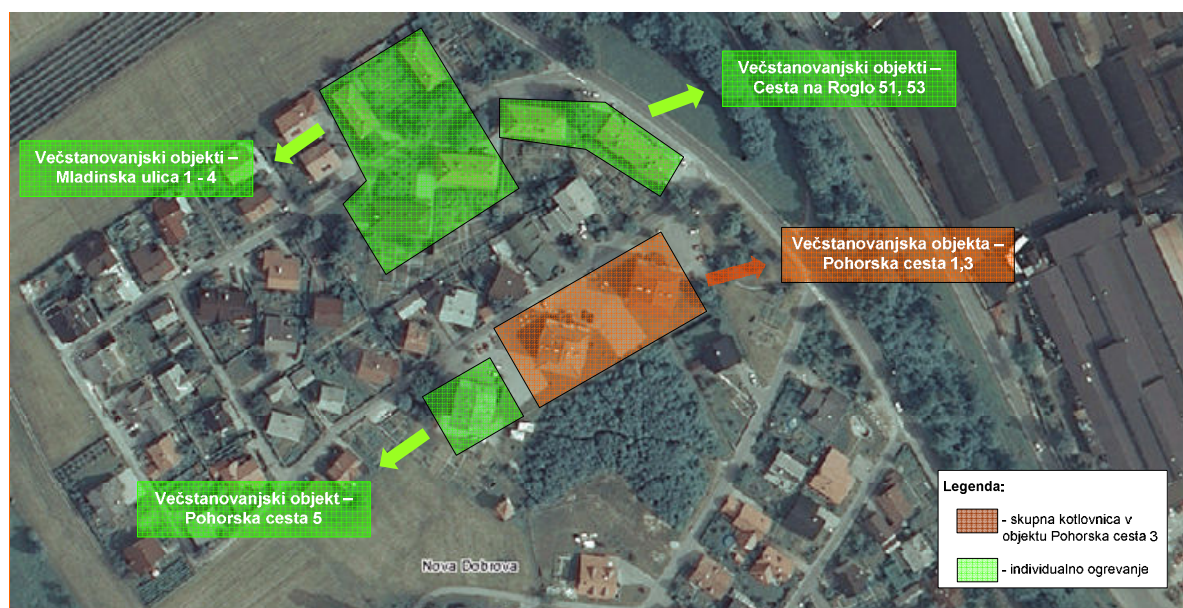 Večstanovanjski objekti –
Cesta na Roglo 51, 53
Večstanovanjski objekti –
Mladinska ulica 1 - 4
Večstanovanjska objekta –
Pohorska cesta 1,3
Večstanovanjski objekt –
Pohorska cesta 5
Nova Dobrova
Legenda:
- skupna kotlovnica v
objektu Pohorska cesta 3
- individualno ogrevanje